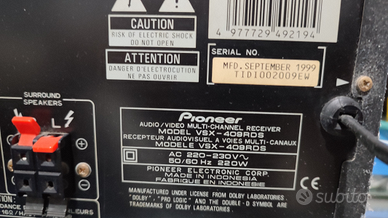 4 977729 492194
CAUTION
RISK OF ELECTRIC SHOCK
DO NOT OPEN
ATTENTION
DANGER D'ELECTROCUTION
NE PAS OUVRIR
SERIAL NO.
MFD. SEPTEMBER 1999
TIDI002009EW
SURROUND
SPEAKERS
L
Pioneer
AUDIO/VIDEO MULTI-CHANNEL RECEIVER
MODEL VSX-409RDS
RECEPTEUR AUDIOVISUEL A VOIES MULTI-CANAUX
MODELE VSX-409RDS
AC 220-230V~
50/60 Hz 220W
PIONEER ELECTRONIC CORP.
MADE IN INDONESIA
FABRIQUE EN INDONESIE
MANUFACTURED UNDER LICENSE FROM DOLBY LABORATORIES
"DOLBY", "PRO LOGIC" AND THE DOUBLE-D SYMBOL ARE
TRADEMARKS OF DOLBY LABORATORIES.
subito